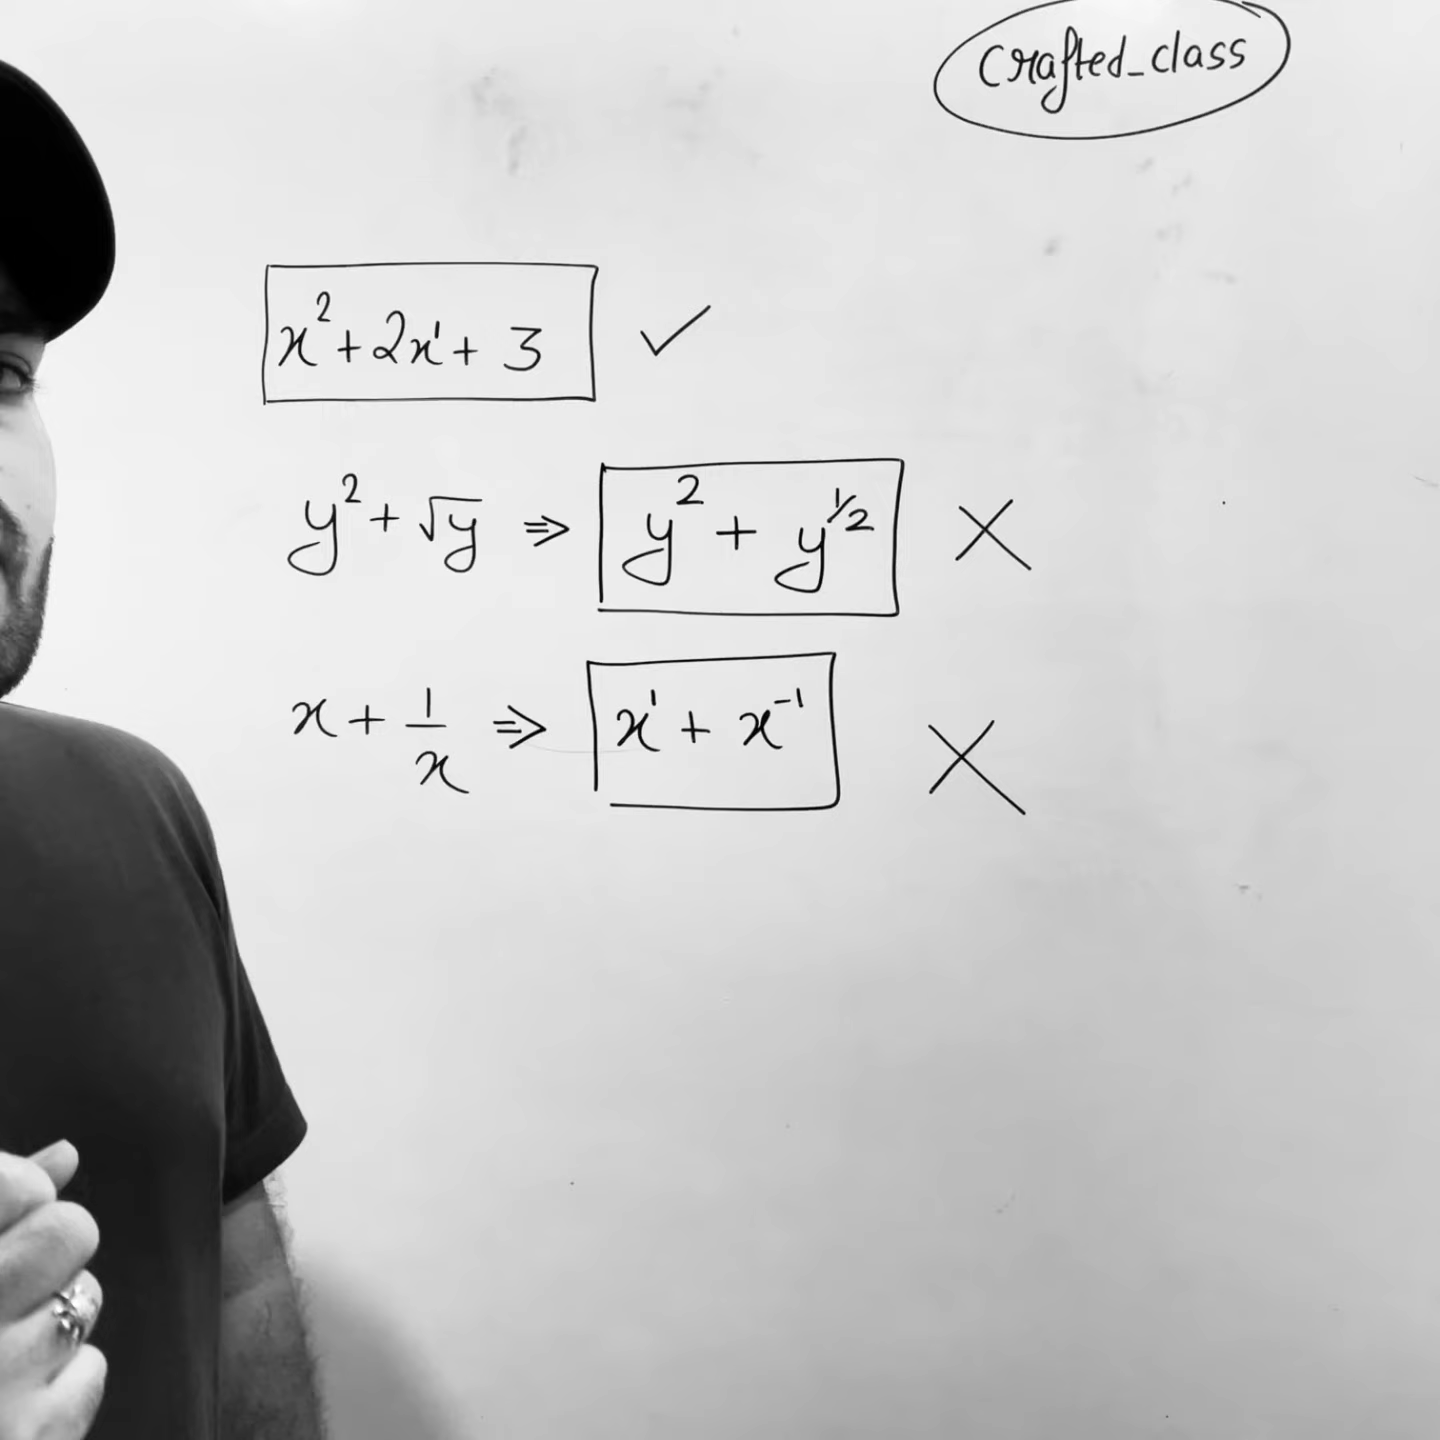 Crafted_class
x² + 2x¹ + 3 ✓
y² + √y ⇒ y² + y^1/2 ✗
x + 1/x ⇒ x¹ + x⁻¹ ✗